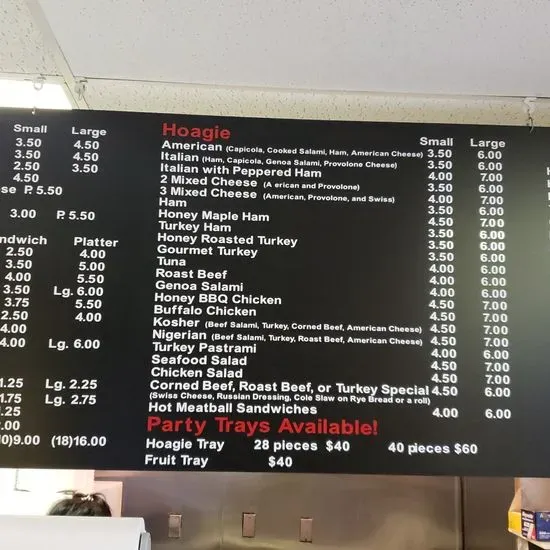 Small Large
3.50 4.50
3.50 4.50
2.50 3.50
4.50
se P. 5.50
3.00 P. 5.50
ndwich Platter
2.50 4.00
3.50 5.00
4.00 5.50
3.50 Lg. 6.00
3.75 5.50
2.50 4.00
4.00
4.00 Lg. 6.00
1.25 Lg. 2.25
1.75 Lg. 2.75
.25
.00
10)9.00 (18)16.00
Hoagie Small Large
American (Capicola, Cooked Salami, Ham, American Cheese) 3.50 6.00
Italian (Ham, Capicola, Genoa Salami, Provolone Cheese) 3.50 6.00
Italian with Peppered Ham 4.00 7.00
2 Mixed Cheese (A erican and Provolone) 3.50 6.00
3 Mixed Cheese (American, Provolone, and Swiss) 4.00 7.00
Ham 3.50 6.00
Honey Maple Ham 4.50 7.00
Turkey Ham 3.50 6.00
Honey Roasted Turkey 3.50 6.00
Gourmet Turkey 3.50 6.00
Tuna 4.00 6.00
Roast Beef 4.00 7.00
Genoa Salami 4.00 6.00
Honey BBQ Chicken 4.50 7.00
Buffalo Chicken 4.50 7.00
Kosher (Beef Salami, Turkey, Corned Beef, American Cheese) 4.50 7.00
Nigerian (Beef Salami, Turkey, Roast Beef, American Cheese) 4.50 7.00
Turkey Pastrami 4.00 6.00
Seafood Salad 4.50 7.00
Chicken Salad 4.50 7.00
Corned Beef, Roast Beef, or Turkey Special 4.50 7.00
(Swiss Cheese, Russian Dressing, Cole Slaw on Rye Bread or a roll)
Hot Meatball Sandwiches 4.00 6.00
Party Trays Available!
Hoagie Tray 28 pieces $40 40 pieces $60
Fruit Tray $40